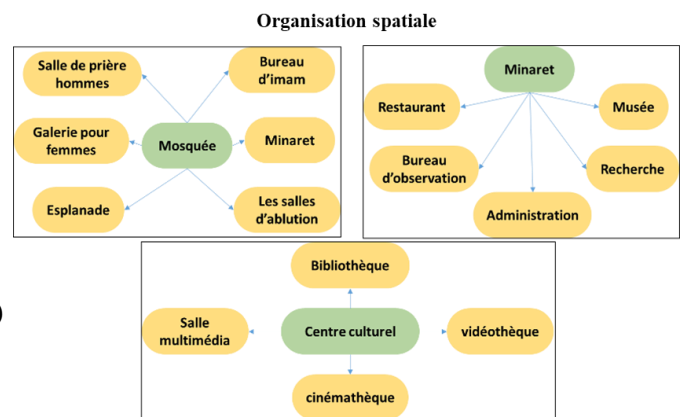 Organisation spatiale
Salle de prière
hommes
Bureau
d'imam
Galerie pour
femmes
Mosquée
Minaret
Esplanade
Les salles
d'ablution
Minaret
Restaurant
Musée
Bureau
d'observation
Recherche
Administration
Bibliothèque
Salle
multimédia
Centre culturel
vidéothèque
cinémathèque
)